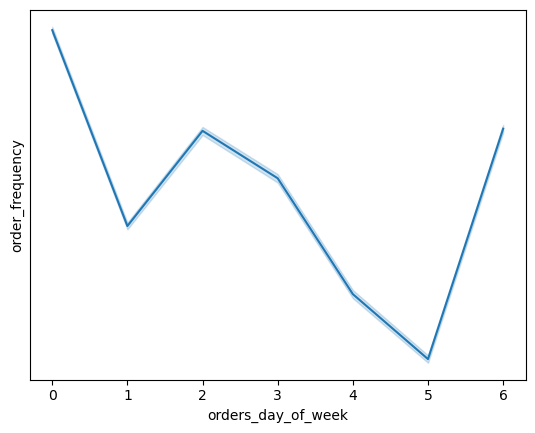 order_frequency
0 1 2 3 4 5 6
orders_day_of_week